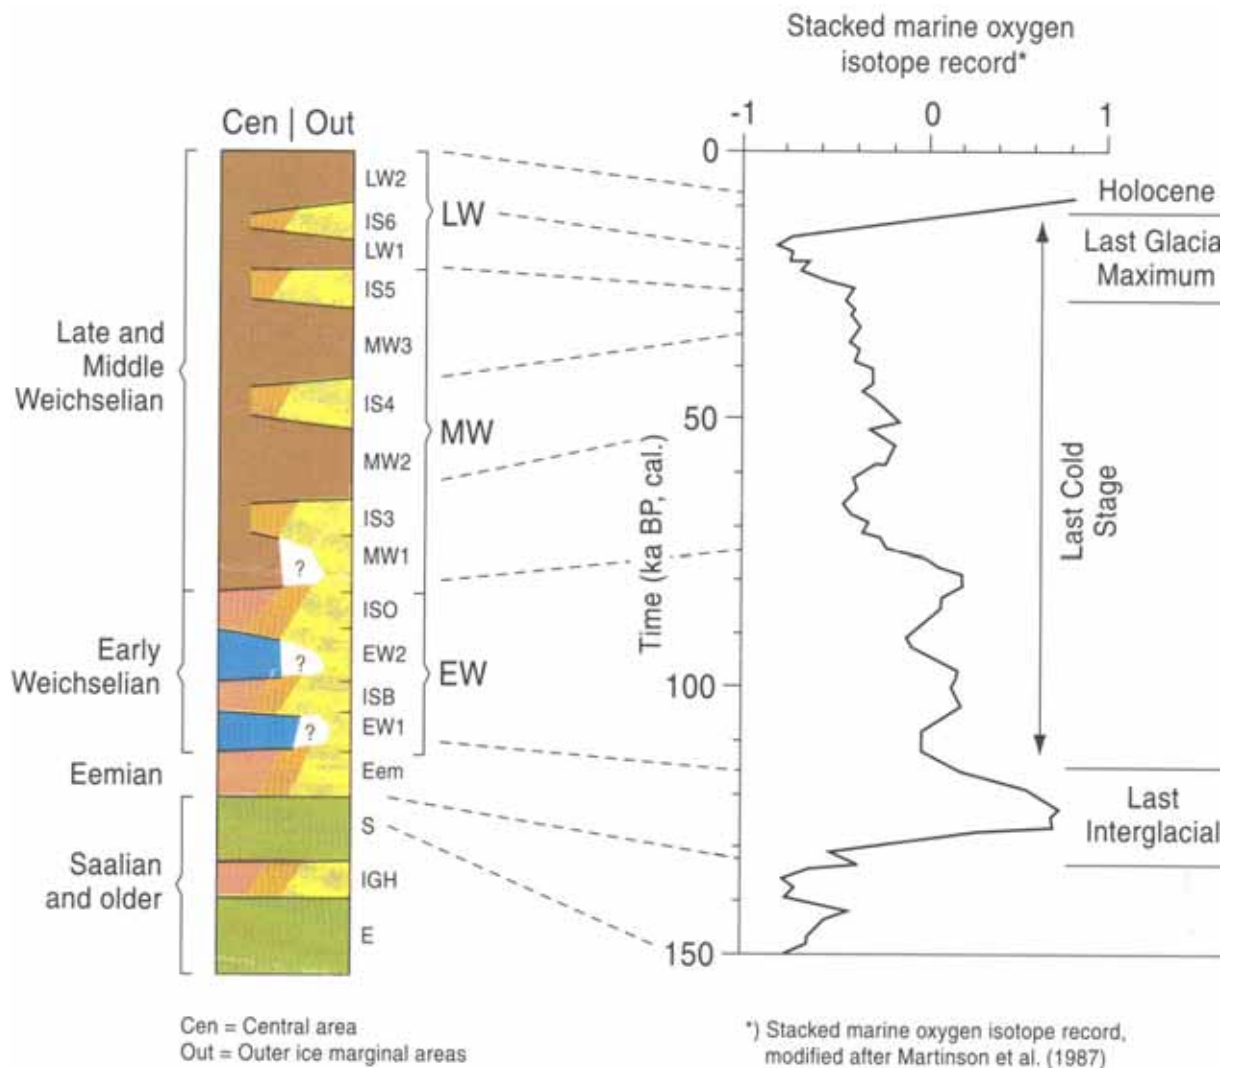 Stacked marine oxygen
isotope record*
-1
0
1
Cen | Out
0
50
100
150
Time (ka BP, cal.)
LW2
IS6
LW1
IS5
MW3
IS4
MW2
IS3
MW1
?
ISO
EW2
?
ISB
EW1
?
Eem
S
IGH
E
LW
MW
EW
Late and
Middle
Weichselian
Early
Weichselian
Eemian
Saalian
and older
Holocene
Last Glacia
Maximum
Last Cold
Stage
Last
Interglacial
Cen = Central area
Out = Outer ice marginal areas
*) Stacked marine oxygen isotope record,
modified after Martinson et al. (1987)